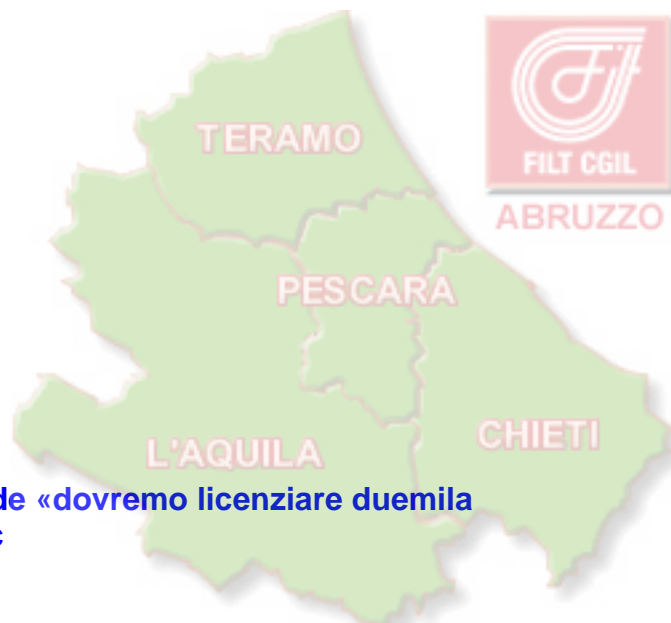 FILT CGIL
ABRUZZO
TERAMO
PESCARA
CHIETI
L'AQUILA
de «dovremo licenziare duemila